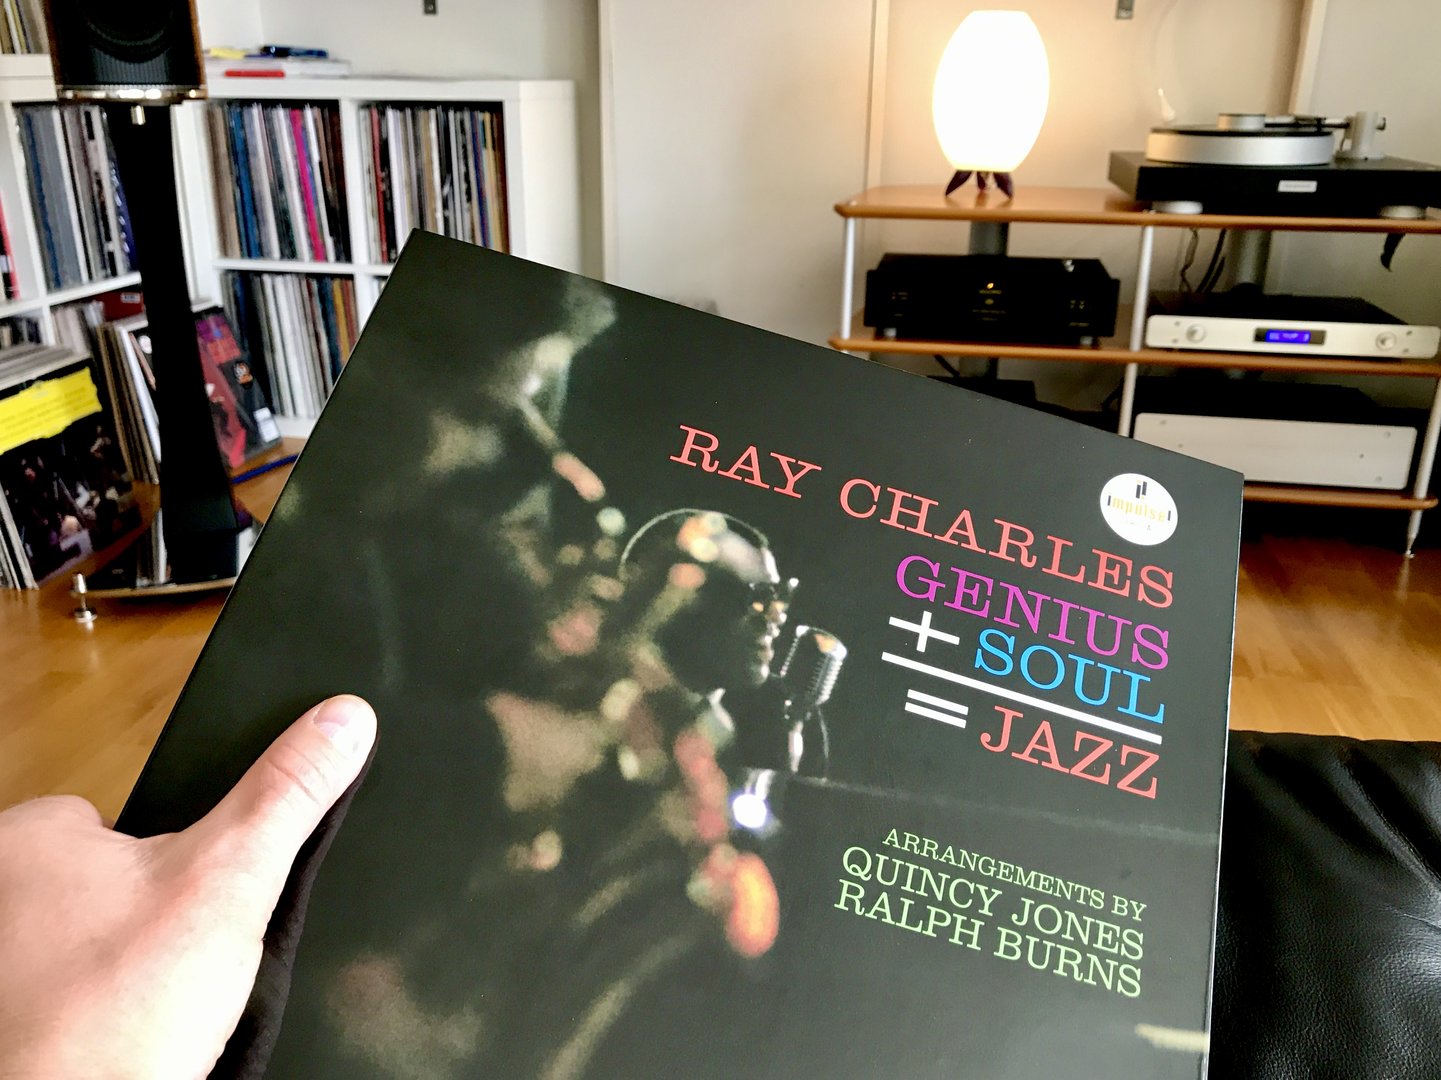 RAY CHARLES
GENIUS
+ SOUL
= JAZZ
impulse!
ARRANGEMENTS BY
QUINCY JONES
RALPH BURNS